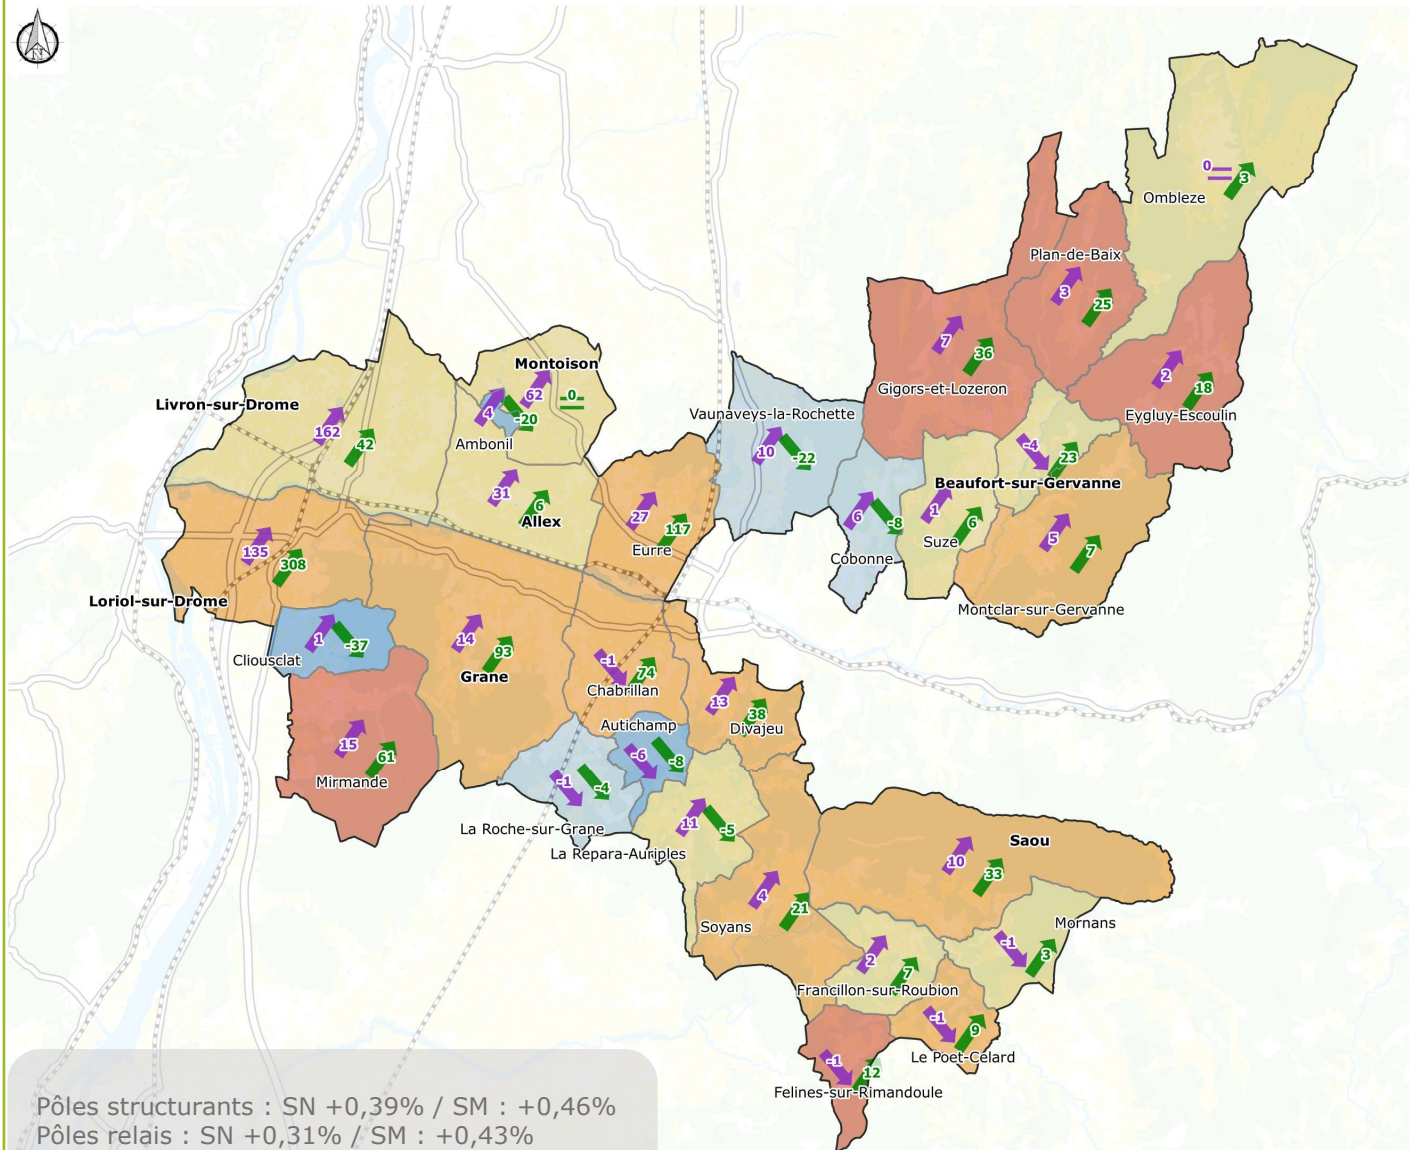 N
Ombleze
0
3
Plan-de-Baix
3
25
7
36
Gigors-et-Lozeron
2
18
Eygluy-Escoulin
Montoison
62
0
4
-20
Ambonil
Livron-sur-Drome
162
42
Vaunaveys-la-Rochette
10
-22
-4
23
Beaufort-sur-Gervanne
31
6
Allex
27
117
Eurre
6
-8
Cobonne
1
6
Suze
5
7
Montclar-sur-Gervanne
135
308
Loriol-sur-Drome
1
-37
Cliousclat
14
93
Grane
-1
74
Chabrillan
13
38
Divajeu
Autichamp
-6
-8
15
61
Mirmande
-1
-4
La Roche-sur-Grane
11
-5
La Repara-Auriples
Saou
10
33
4
21
Soyans
Mornans
-1
3
2
7
Francillon-sur-Roubion
-1
9
Le Poet-Celard
-1
12
Felines-sur-Rimandoule
Pôles structurants : SN +0,39% / SM : +0,46%
Pôles relais : SN +0,31% / SM : +0,43%